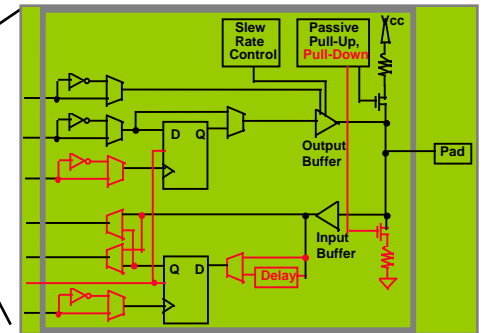 Slew
Rate
Control
Passive
Pull-Up,
Pull-Down
Vcc
D Q
Output
Buffer
Pad
Input
Buffer
Q D
Delay